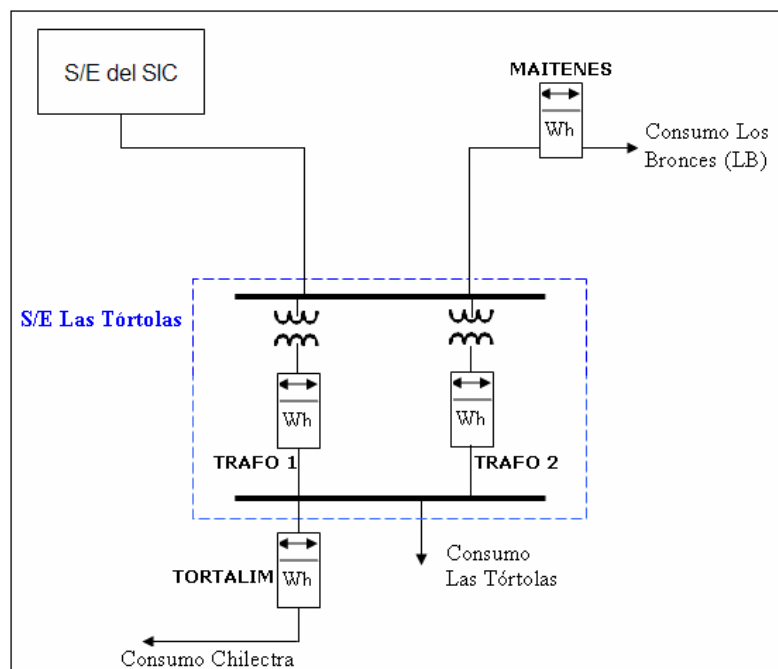 S/E del SIC
MAITENES
Wh
Consumo Los
Bronces (LB)
S/E Las Tórtolas
Wh
Wh
TRAFO 1
TRAFO 2
TORTALIM
Wh
Consumo
Las Tórtolas
Consumo Chilectra